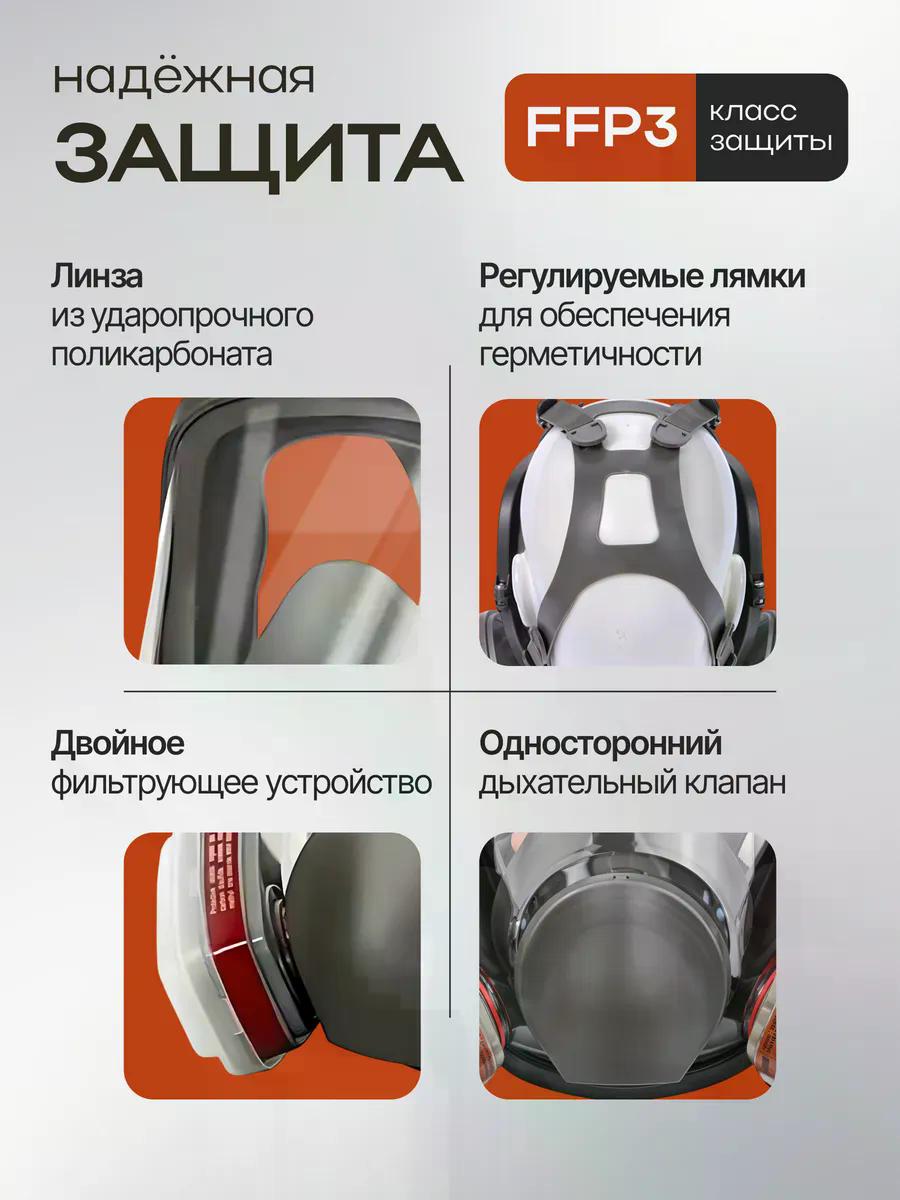 надёжная
ЗАЩИТА
FFP3
класс
защиты
Линза
из ударопрочного
поликарбоната
Регулируемые лямки
для обеспечения
герметичности
Двойное
фильтрующее устройство
Односторонний
дыхательный клапан